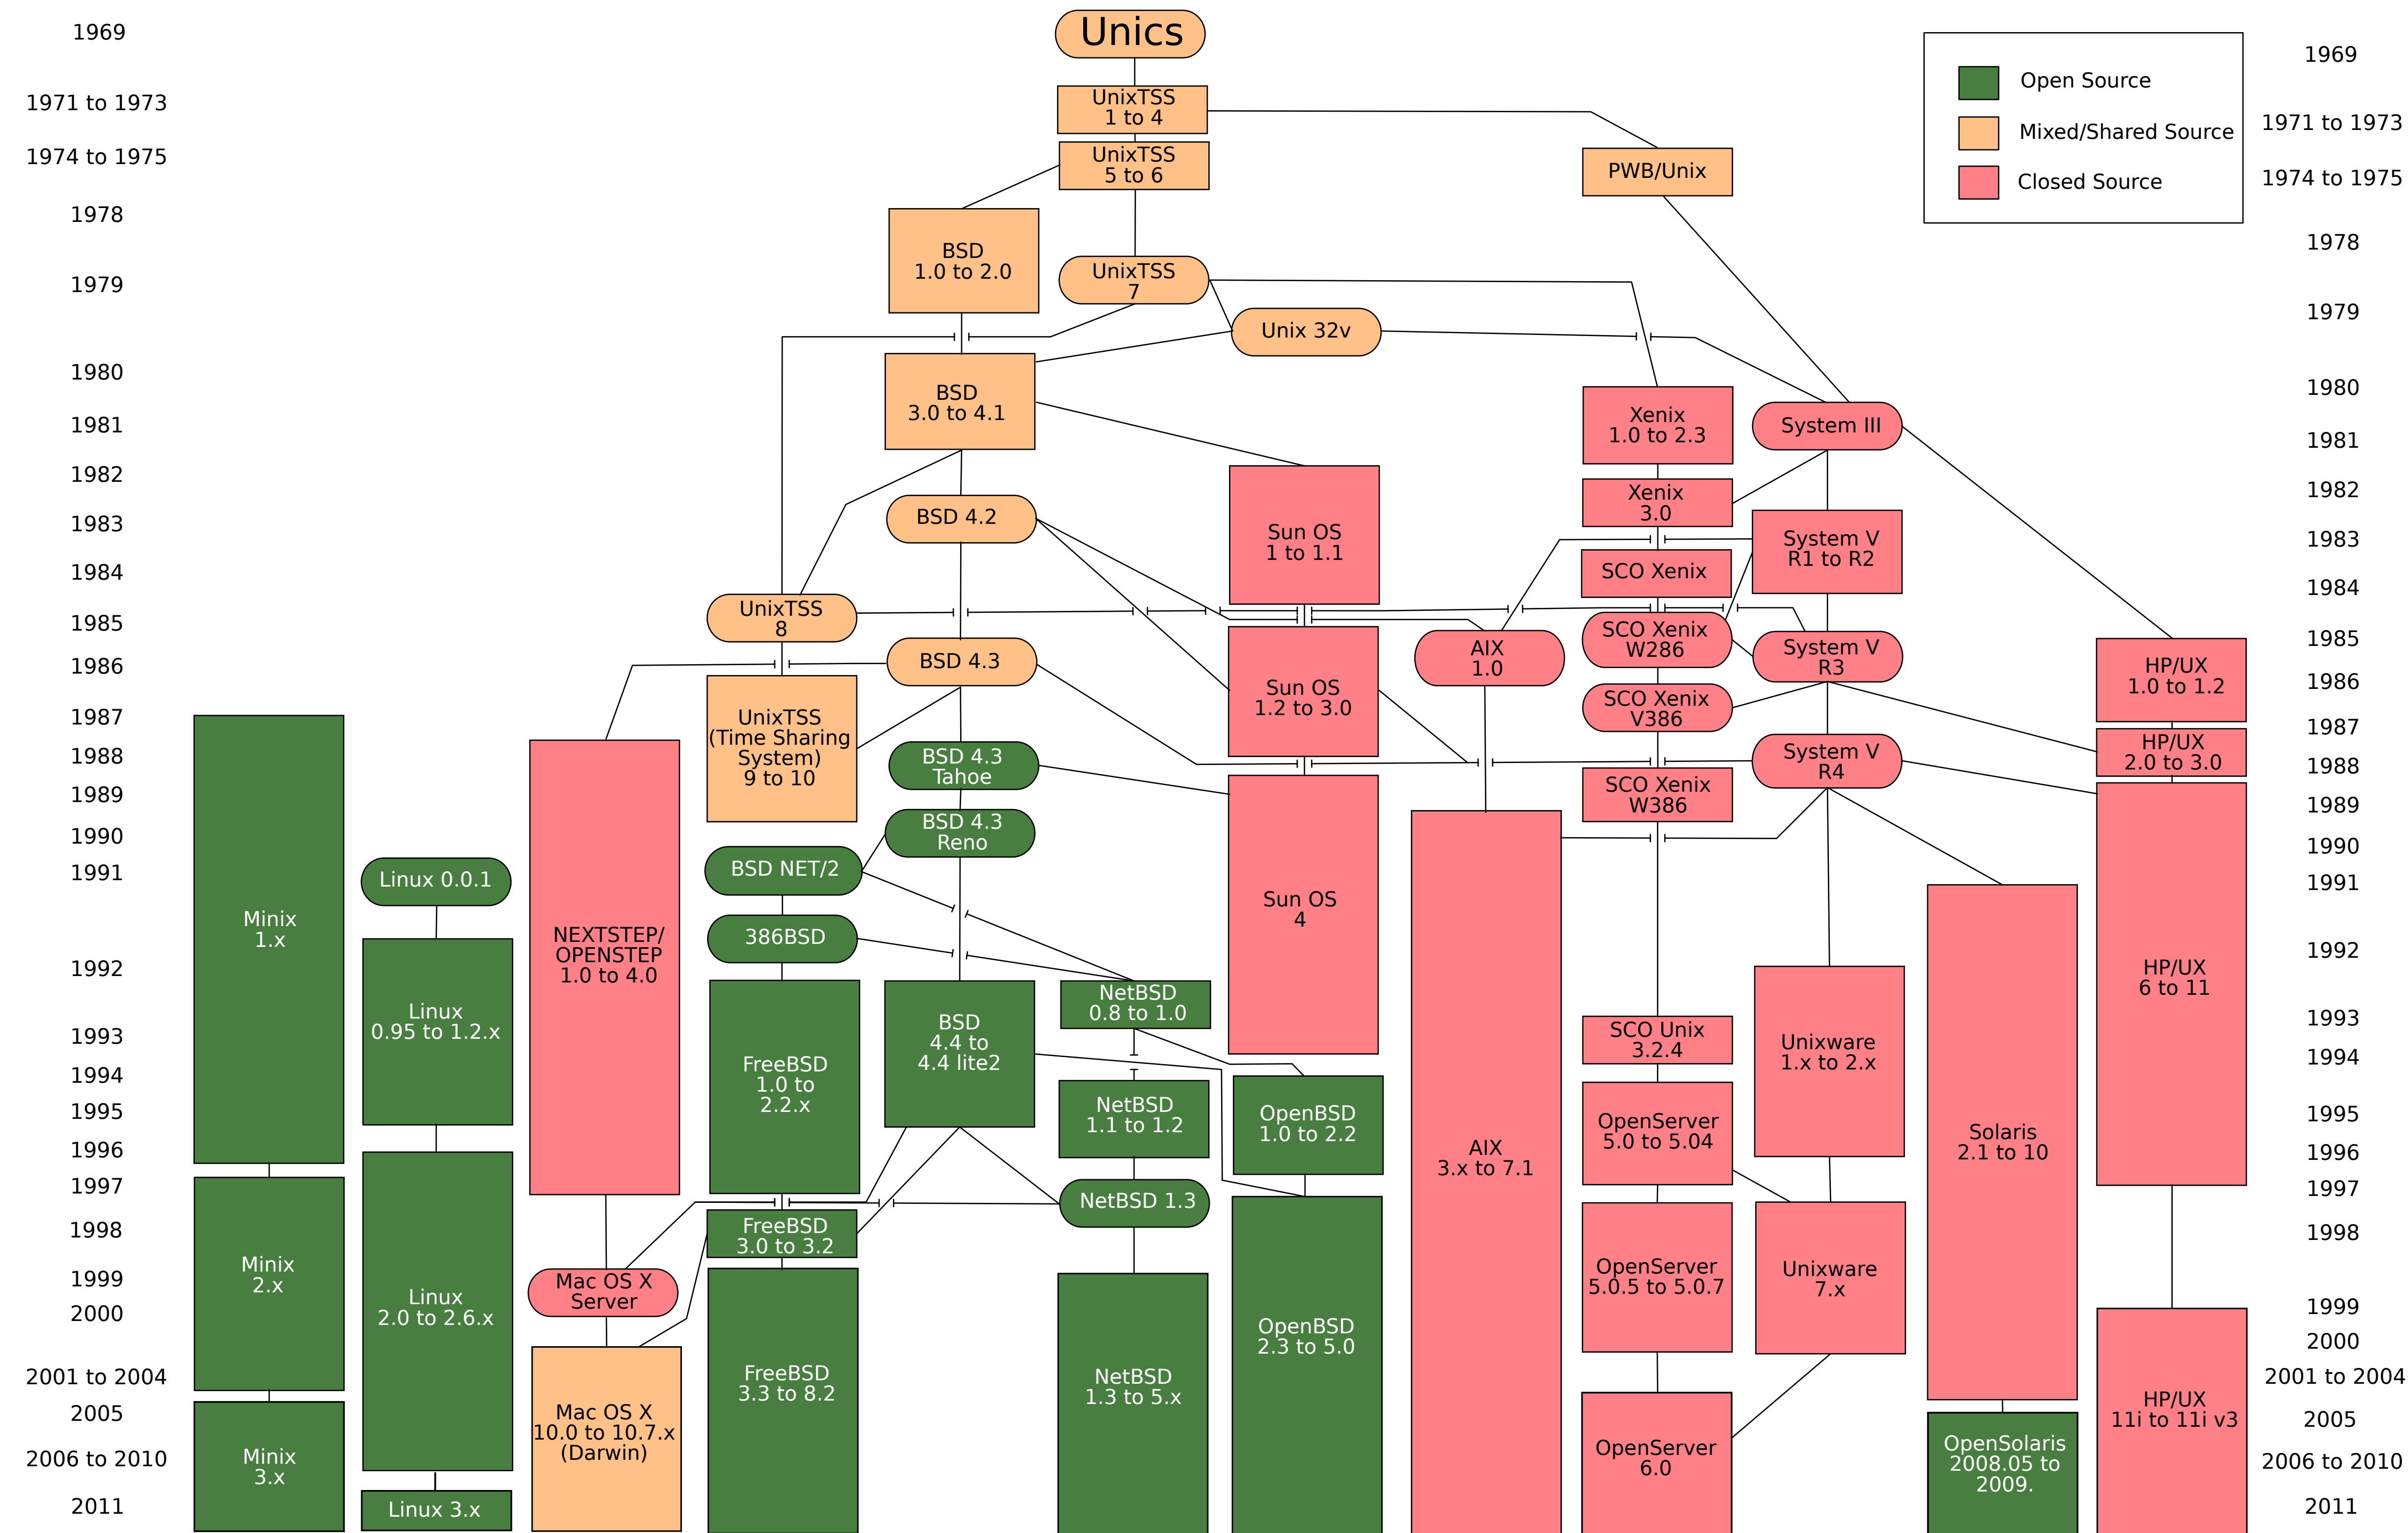 Unics
1969
1971 to 1973
1974 to 1975
1978
1979
1980
1981
1982
1983
1984
1985
1986
1987
1988
1989
1990
1991
1992
1993
1994
1995
1996
1997
1998
1999
2000
2001 to 2004
2005
2006 to 2010
2011
UnixTSS
1 to 4
UnixTSS
5 to 6
PWB/Unix
BSD
1.0 to 2.0
UnixTSS
7
Unix 32v
BSD
3.0 to 4.1
Xenix
1.0 to 2.3
System III
Xenix
3.0
BSD 4.2
Sun OS
1 to 1.1
System V
R1 to R2
SCO Xenix
UnixTSS
8
SCO Xenix
W286
AIX
1.0
System V
R3
BSD 4.3
HP/UX
1.0 to 1.2
Sun OS
1.2 to 3.0
SCO Xenix
V386
UnixTSS
(Time Sharing
System)
9 to 10
BSD 4.3
Tahoe
System V
R4
HP/UX
2.0 to 3.0
SCO Xenix
W386
BSD 4.3
Reno
BSD NET/2
Linux 0.0.1
Minix
1.x
Sun OS
4
386BSD
NEXTSTEP/
OPENSTEP
1.0 to 4.0
HP/UX
6 to 11
Linux
0.95 to 1.2.x
BSD
4.4 to
4.4 lite2
NetBSD
0.8 to 1.0
SCO Unix
3.2.4
Unixware
1.x to 2.x
FreeBSD
1.0 to
2.2.x
NetBSD
1.1 to 1.2
OpenBSD
1.0 to 2.2
OpenServer
5.0 to 5.04
Solaris
2.1 to 10
AIX
3.x to 7.1
NetBSD 1.3
FreeBSD
3.0 to 3.2
Minix
2.x
Mac OS X
Server
Linux
2.0 to 2.6.x
OpenServer
5.0.5 to 5.0.7
Unixware
7.x
OpenBSD
2.3 to 5.0
FreeBSD
3.3 to 8.2
NetBSD
1.3 to 5.x
Mac OS X
10.0 to 10.7.x
(Darwin)
HP/UX
11i to 11i v3
Minix
3.x
OpenServer
6.0
OpenSolaris
2008.05 to
2009.
Linux 3.x
Open Source
Mixed/Shared Source
Closed Source
1969
1971 to 1973
1974 to 1975
1978
1979
1980
1981
1982
1983
1984
1985
1986
1987
1988
1989
1990
1991
1992
1993
1994
1995
1996
1997
1998
1999
2000
2001 to 2004
2005
2006 to 2010
2011